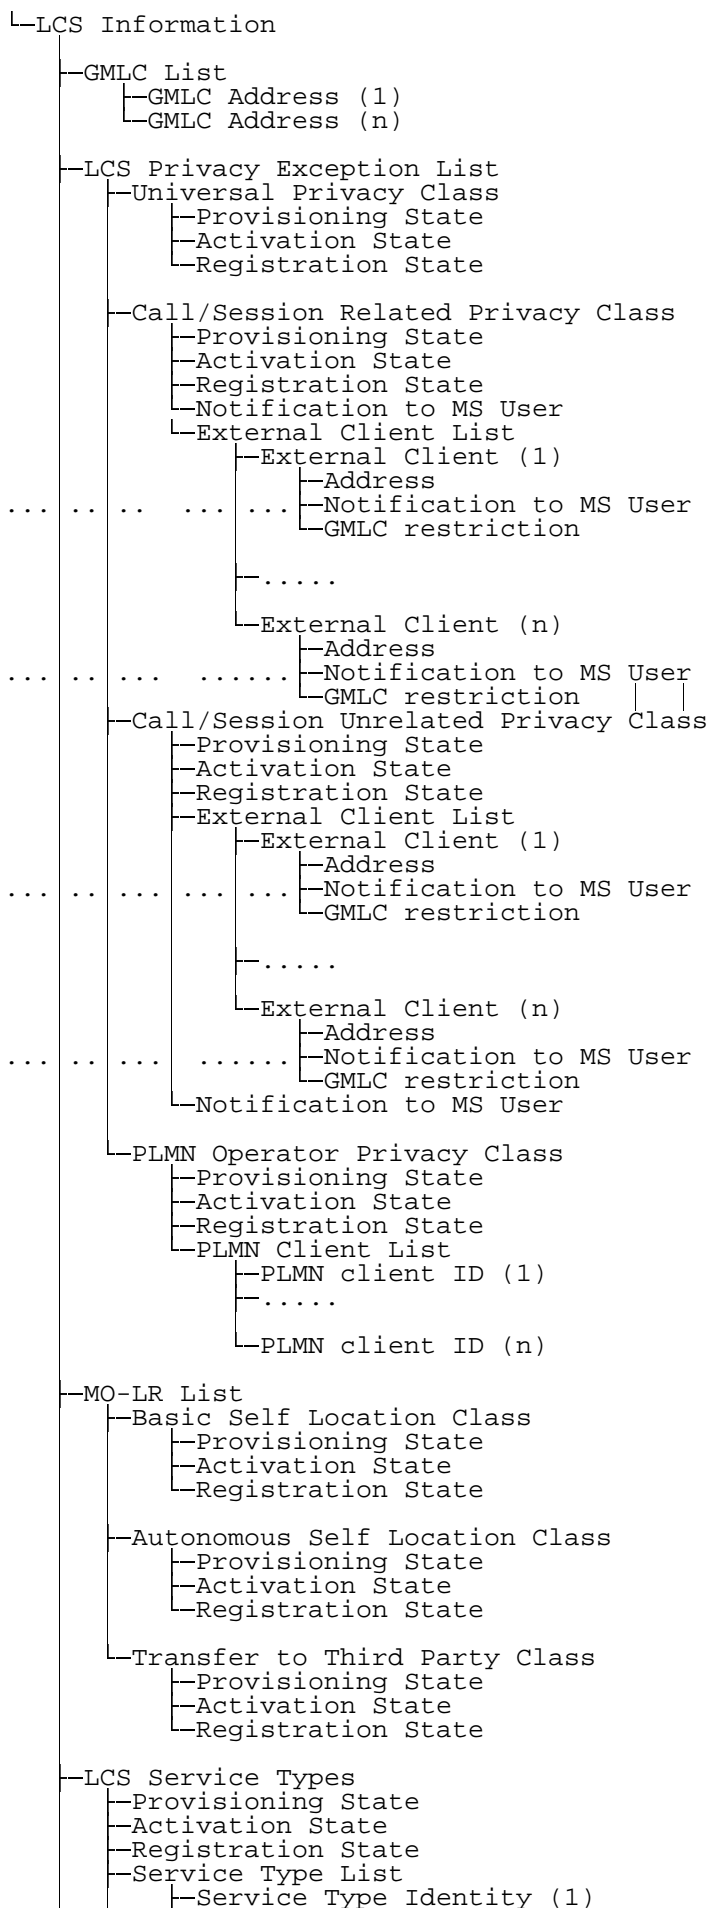 LCS Information
GMLC List
GMLC Address (1)
GMLC Address (n)
LCS Privacy Exception List
Universal Privacy Class
Provisioning State
Activation State
Registration State
Call/Session Related Privacy Class
Provisioning State
Activation State
Registration State
Notification to MS User
External Client List
External Client (1)
Address
... .. .. ... ... Notification to MS User
GMLC restriction
.....
External Client (n)
Address
... .. ... ...... Notification to MS User
GMLC restriction
Call/Session Unrelated Privacy Class
Provisioning State
Activation State
Registration State
External Client List
External Client (1)
Address
... .. ... ... ... Notification to MS User
GMLC restriction
.....
External Client (n)
Address
... .. ... ...... Notification to MS User
GMLC restriction
Notification to MS User
PLMN Operator Privacy Class
Provisioning State
Activation State
Registration State
PLMN Client List
PLMN client ID (1)
.....
PLMN client ID (n)
MO-LR List
Basic Self Location Class
Provisioning State
Activation State
Registration State
Autonomous Self Location Class
Provisioning State
Activation State
Registration State
Transfer to Third Party Class
Provisioning State
Activation State
Registration State
LCS Service Types
Provisioning State
Activation State
Registration State
Service Type List
Service Type Identity (1)